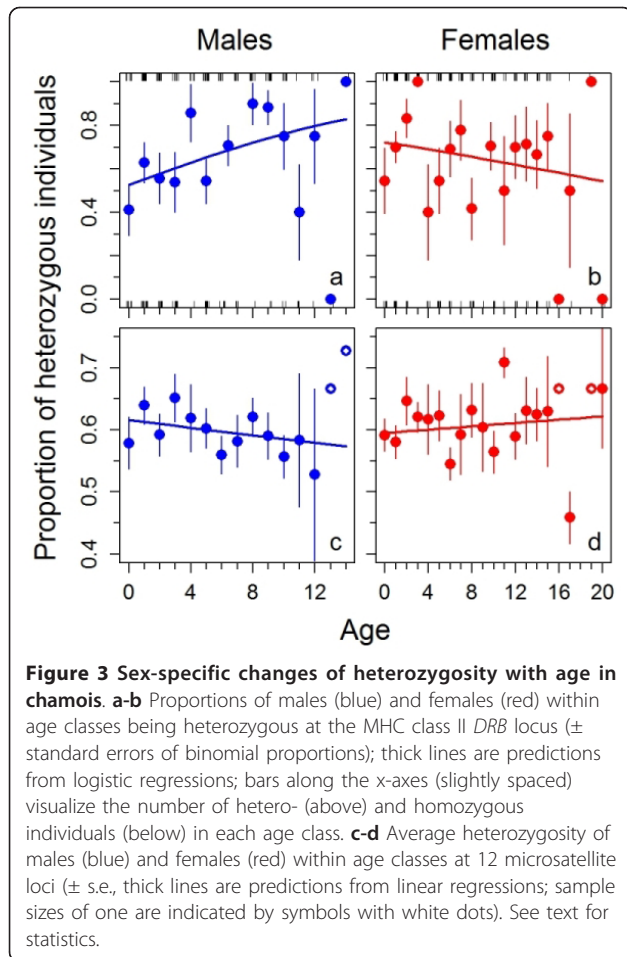 Males Females
Proportion of heterozygous individuals
0.0 0.4 0.8
a b
0.4 0.5 0.6 0.7
c d
0 4 8 12 0 4 8 12 16 20
Age
Figure 3 Sex-specific changes of heterozygosity with age in
chamois. a-b Proportions of males (blue) and females (red) within
age classes being heterozygous at the MHC class II DRB locus (±
standard errors of binomial proportions); thick lines are predictions
from logistic regressions; bars along the x-axes (slightly spaced)
visualize the number of hetero- (above) and homozygous
individuals (below) in each age class. c-d Average heterozygosity of
males (blue) and females (red) within age classes at 12 microsatellite
loci (± s.e., thick lines are predictions from linear regressions; sample
sizes of one are indicated by symbols with white dots). See text for
statistics.